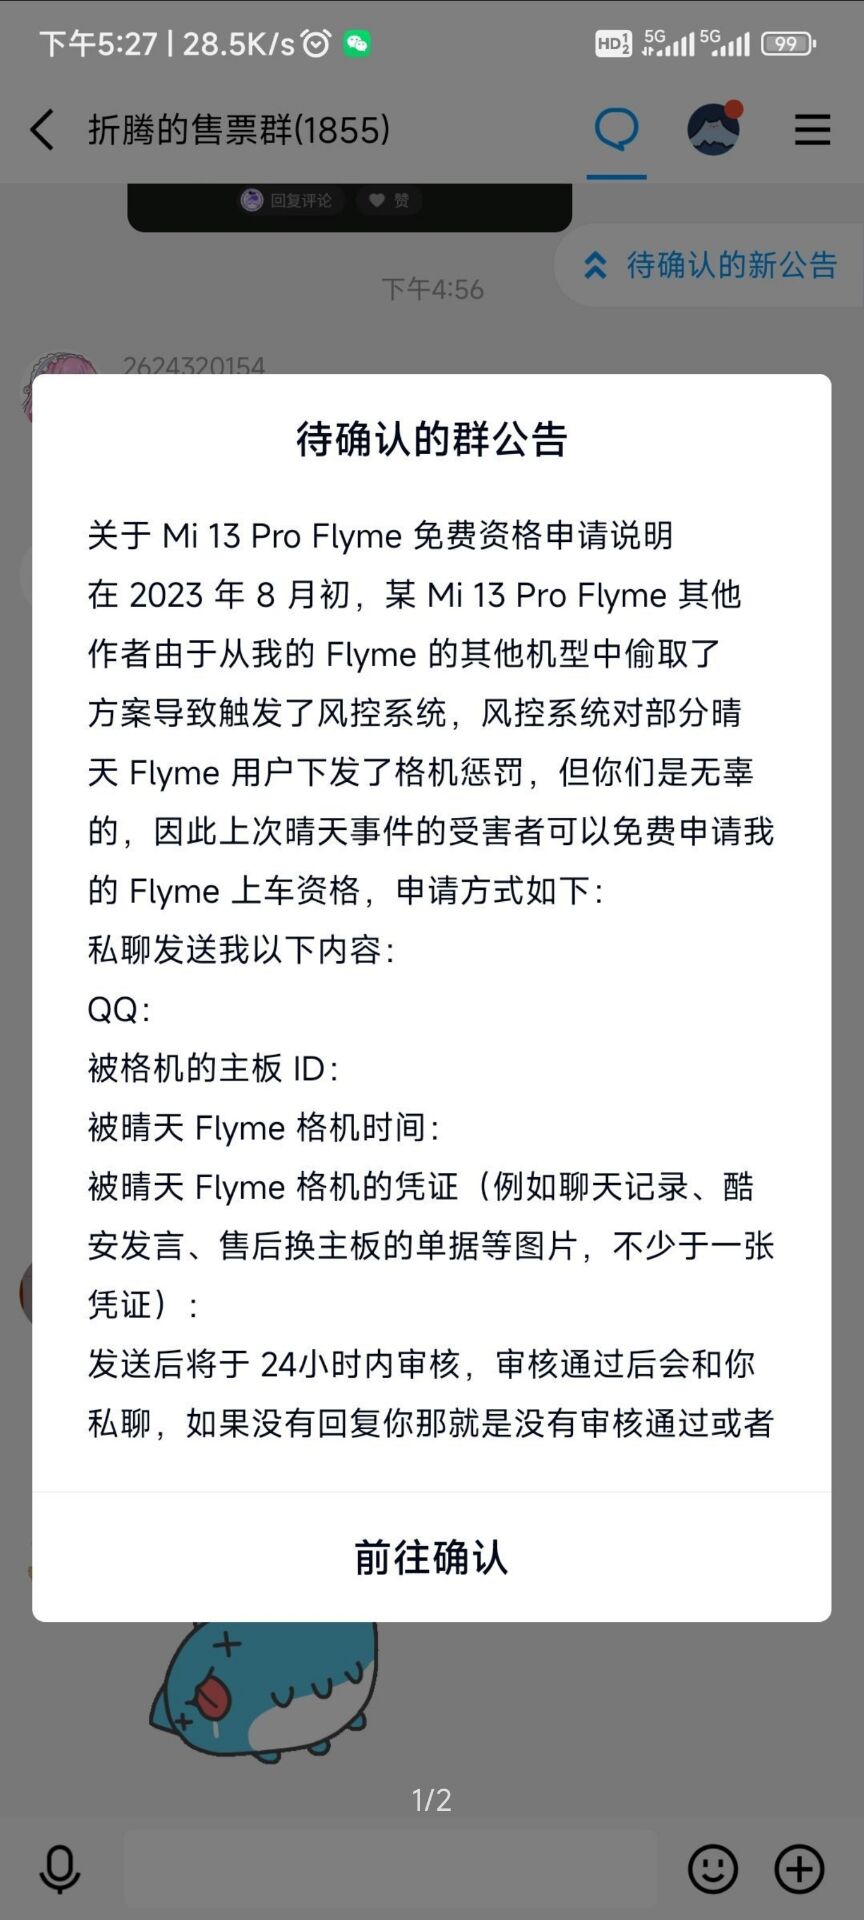 下午5:27 | 28.5K/s
HD 1 2 5G 5G 99
折腾的售票群(1855)
回复评论 赞
待确认的新公告
下午4:56
2624320154
待确认的群公告
关于 Mi 13 Pro Flyme 免费资格申请说明
在 2023 年 8 月初，某 Mi 13 Pro Flyme 其他
作者由于从我的 Flyme 的其他机型中偷取了
方案导致触发了风控系统，风控系统对部分晴
天 Flyme 用户下发了格机惩罚，但你们是无辜
的，因此上次晴天事件的受害者可以免费申请我
的 Flyme 上车资格，申请方式如下：
私聊发送我以下内容：
QQ：
被格机的主板 ID：
被晴天 Flyme 格机时间：
被晴天 Flyme 格机的凭证（例如聊天记录、酷
安发言、售后换主板的单据等图片，不少于一张
凭证）：
发送后将于 24小时内审核，审核通过后会和你
私聊，如果没有回复你那就是没有审核通过或者
前往确认
1/2